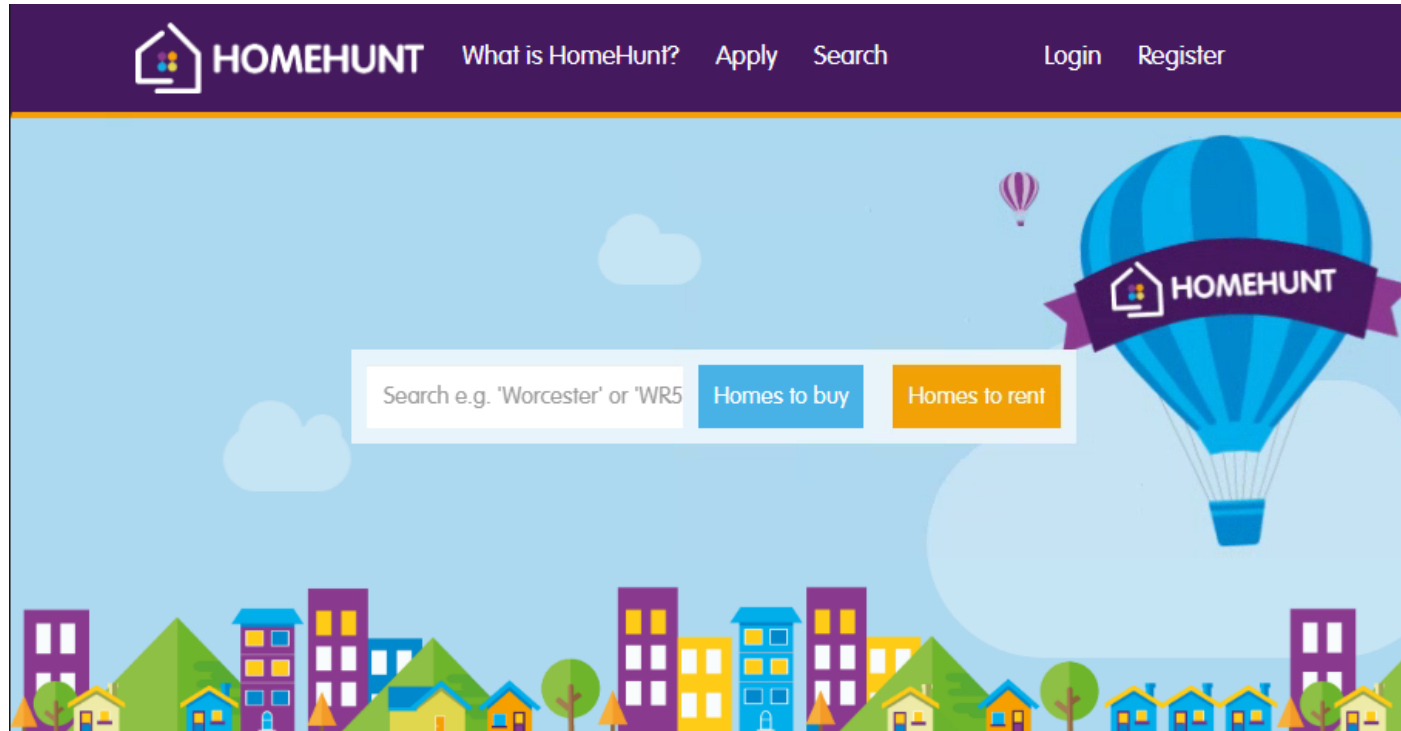 HOMEHUNT What is HomeHunt? Apply Search Login Register
HOMEHUNT
Search e.g. 'Worcester' or 'WR5 Homes to buy Homes to rent